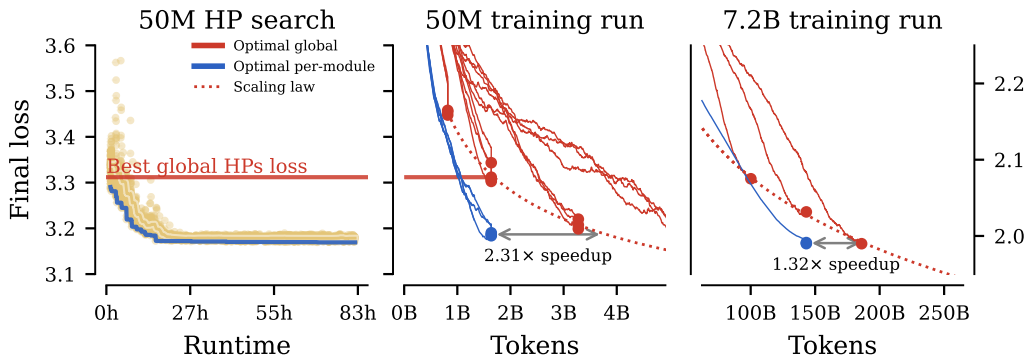 50M HP search
50M training run
7.2B training run
Final loss
3.6
3.5
3.4
3.3
3.2
3.1
Optimal global
Optimal per-module
Scaling law
Best global HPs loss
0h
27h
55h
83h
Runtime
2.31× speedup
0B
1B
2B
3B
4B
Tokens
1.32× speedup
2.2
2.1
2.0
100B
150B
200B
250B
Tokens